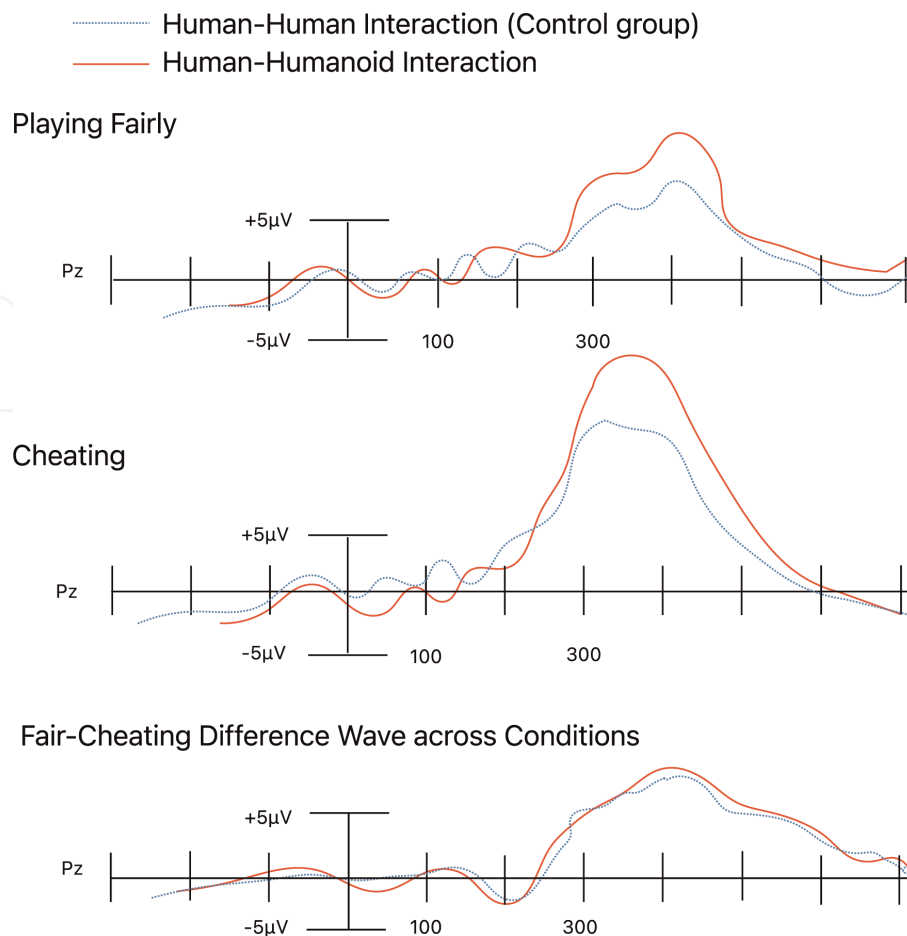 Human-Human Interaction (Control group)
Human-Humanoid Interaction
Playing Fairly
+5μV
Pz
-5μV
100
300
Cheating
+5μV
Pz
-5μV
100
300
Fair-Cheating Difference Wave across Conditions
+5μV
Pz
-5μV
100
300